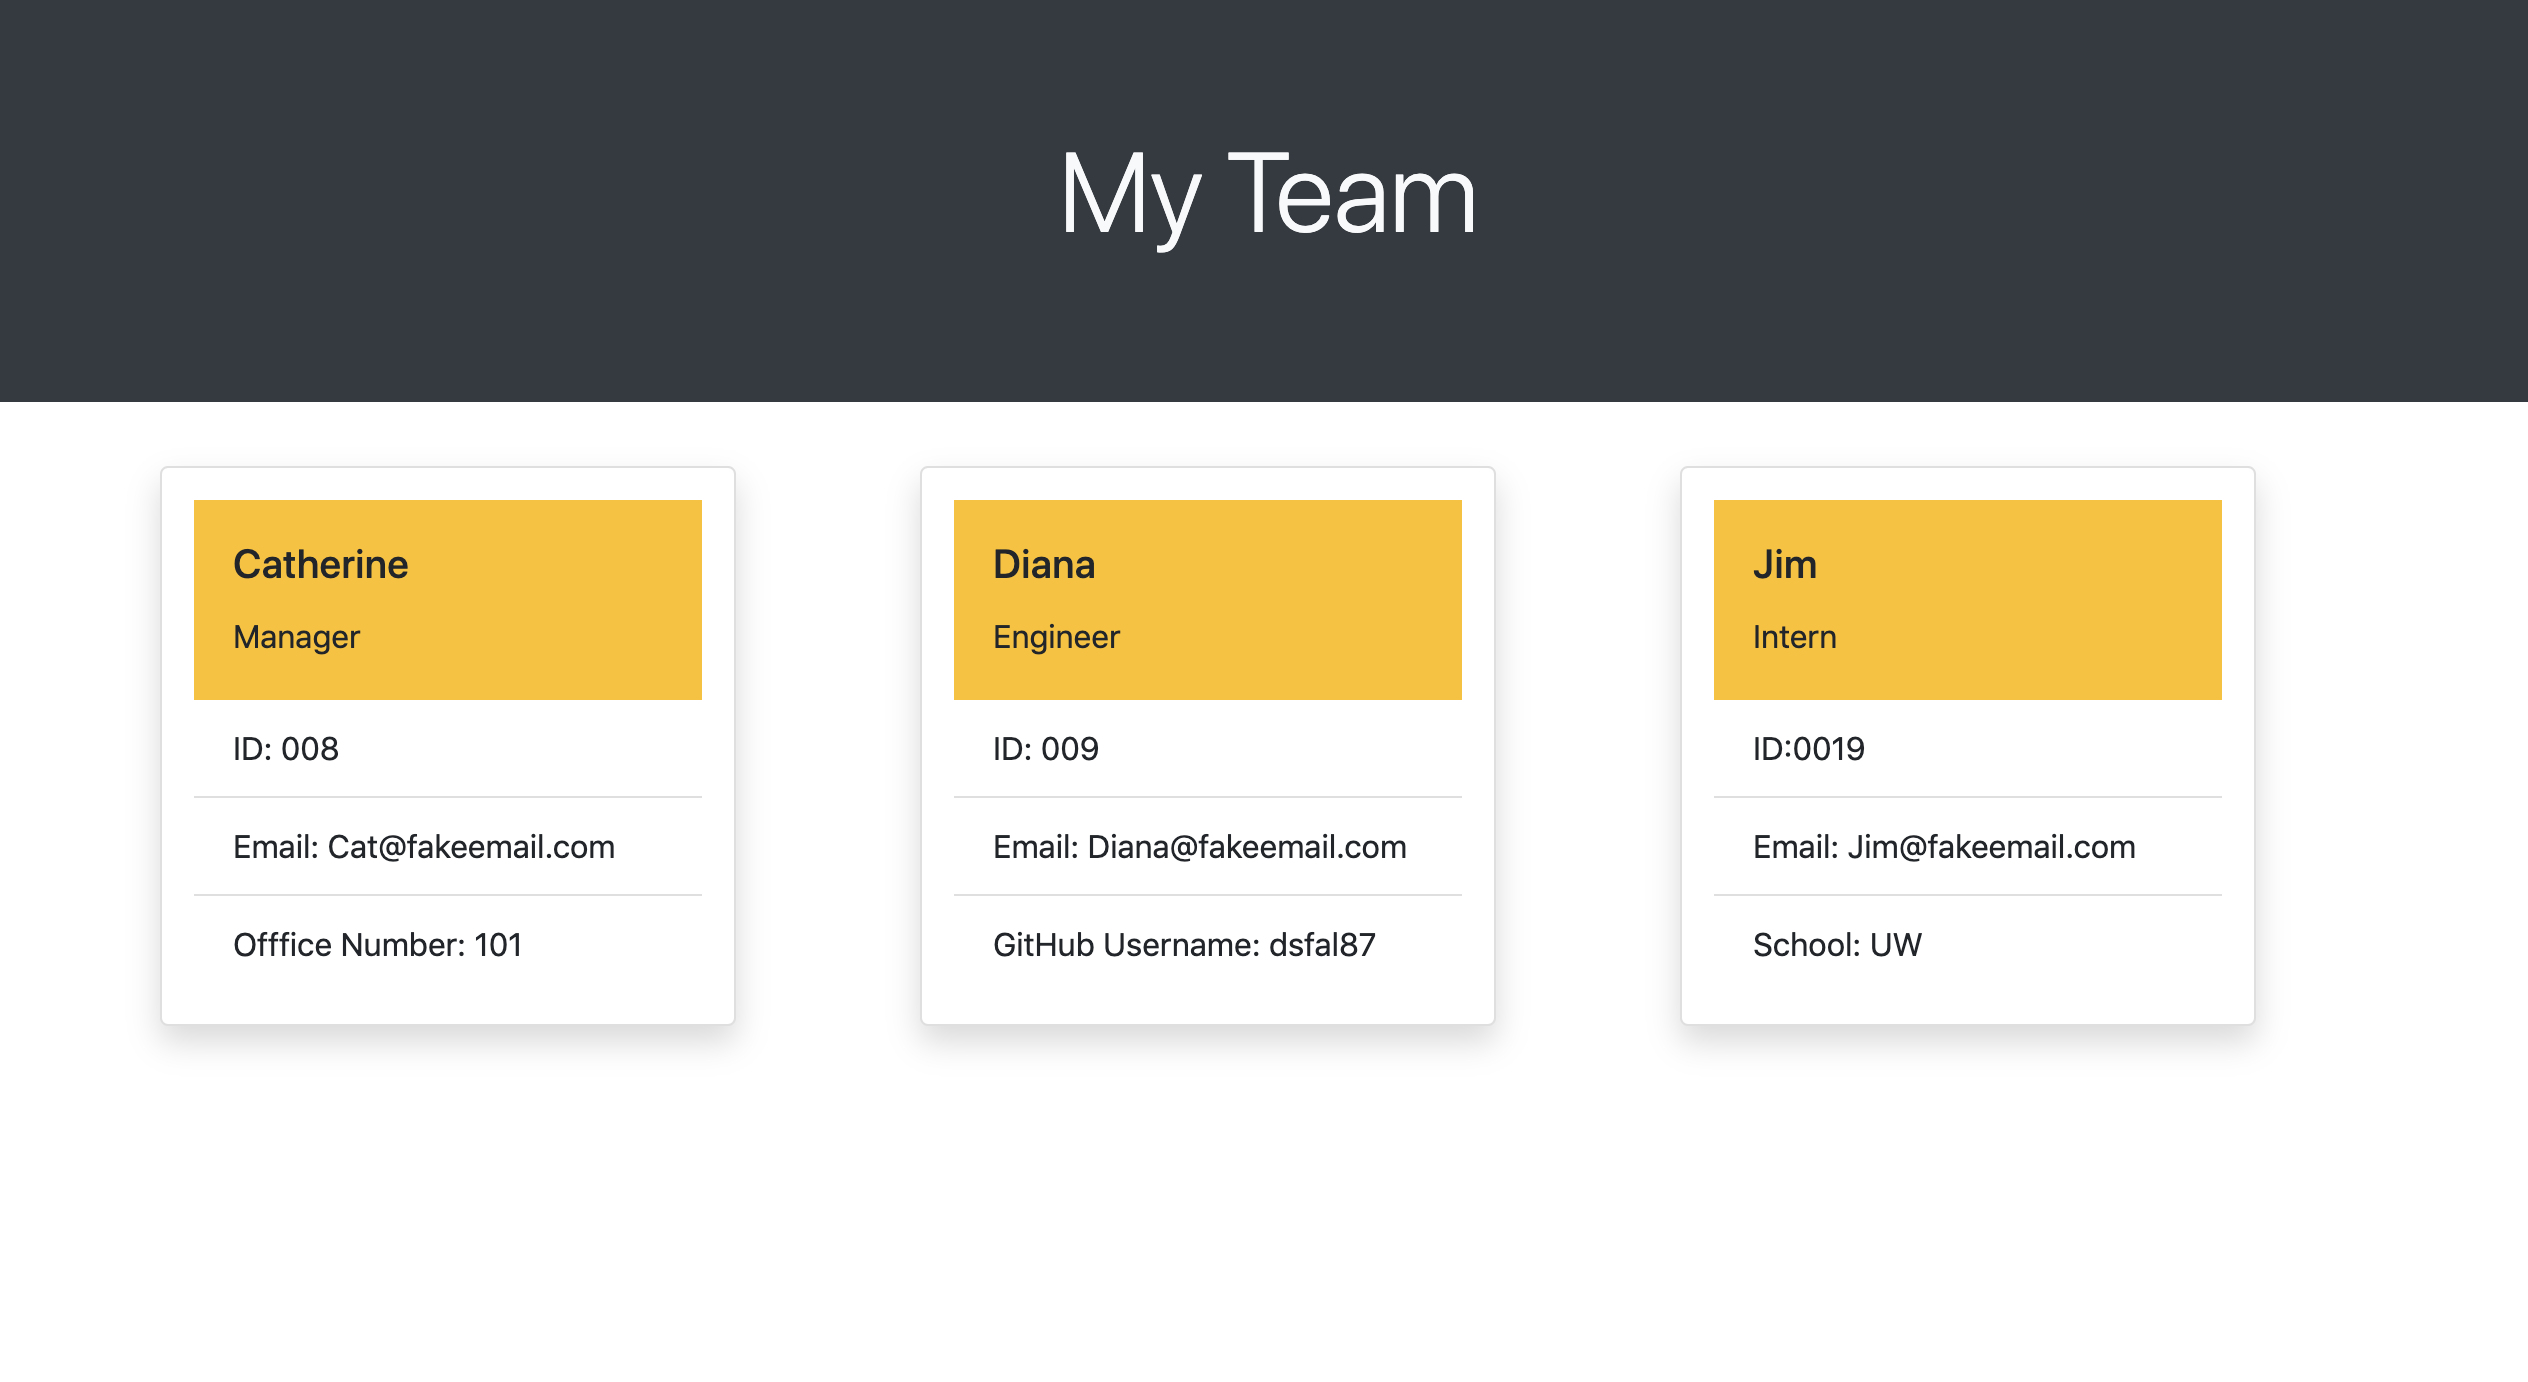 My Team
Catherine
Manager
ID: 008
Email: Cat@fakeemail.com
Offfice Number: 101
Diana
Engineer
ID: 009
Email: Diana@fakeemail.com
GitHub Username: dsfal87
Jim
Intern
ID:0019
Email: Jim@fakeemail.com
School: UW